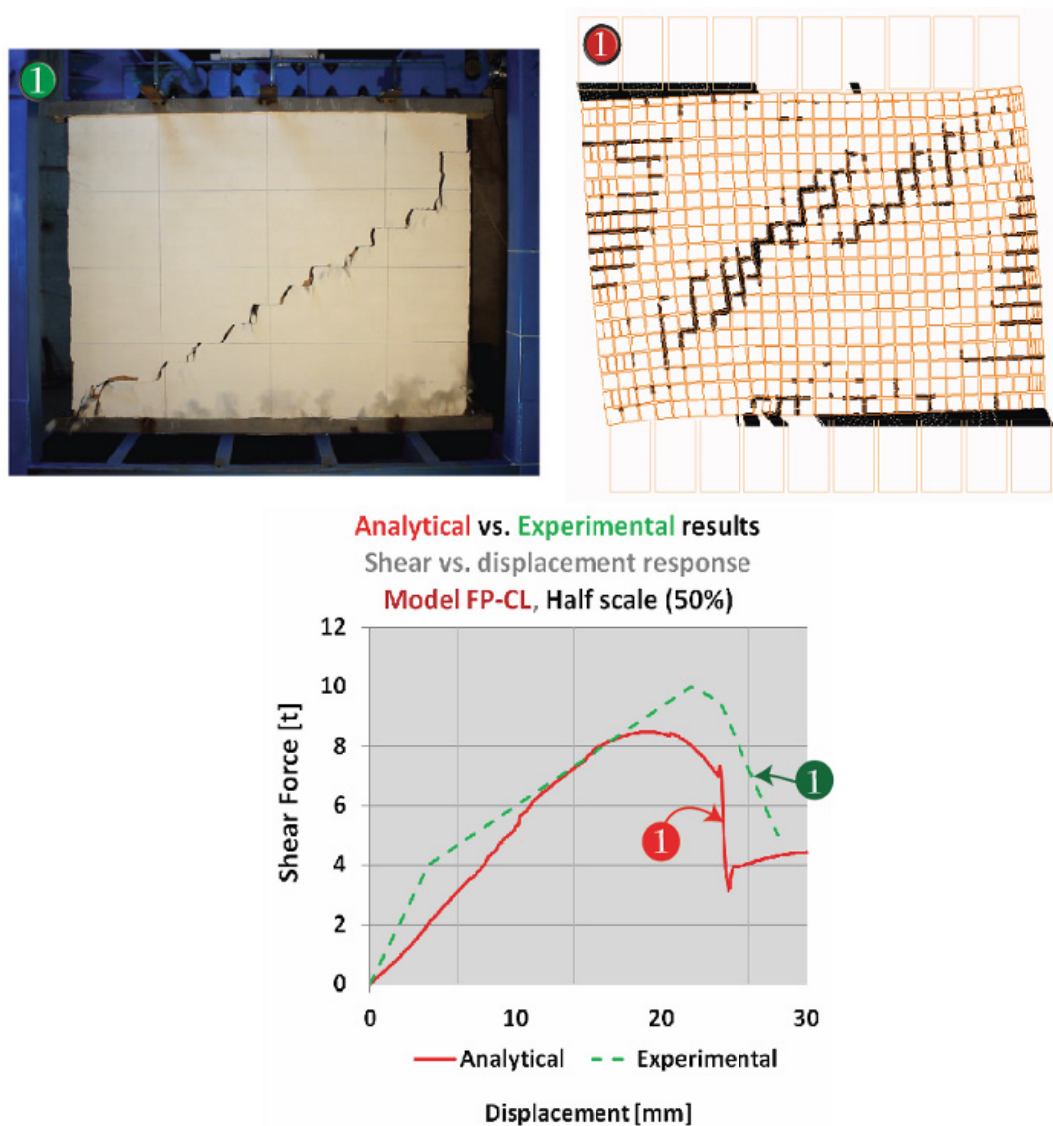 1
1
Analytical vs. Experimental results
Shear vs. displacement response
Model FP-CL, Half scale (50%)
12
10
8
6
4
2
0
Shear Force [t]
1
1
0 10 20 30
Analytical Experimental
Displacement [mm]